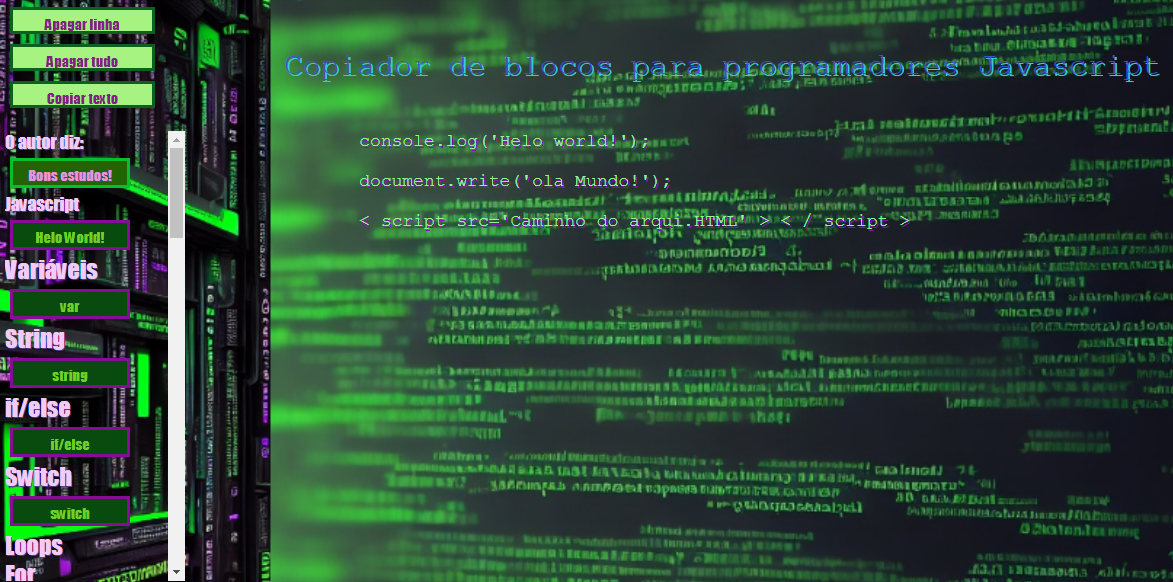 Apagar linha
Apagar tudo
Copiar texto
O autor diz:
Bons estudos!
Javascript
Helo World!
Variáveis
var
String
string
if/else
if/else
Switch
switch
Loops
For
Copiador de blocos para programadores Javascript
console.log('Helo world!');
document.write('ola Mundo!');
< script src='Caminho do arqui.HTML' > < / script >